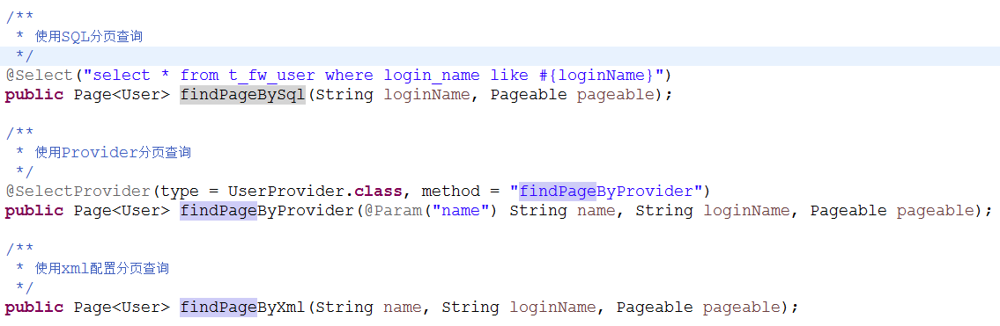 /**
 * 使用SQL分页查询
 */
@Select("select * from t_fw_user where login_name like #{loginName}")
public Page<User> findPageBySql(String loginName, Pageable pageable);

/**
 * 使用Provider分页查询
 */
@SelectProvider(type = UserProvider.class, method = "findPageByProvider")
public Page<User> findPageByProvider(@Param("name") String name, String loginName, Pageable pageable);

/**
 * 使用xml配置分页查询
 */
public Page<User> findPageByXml(String name, String loginName, Pageable pageable);